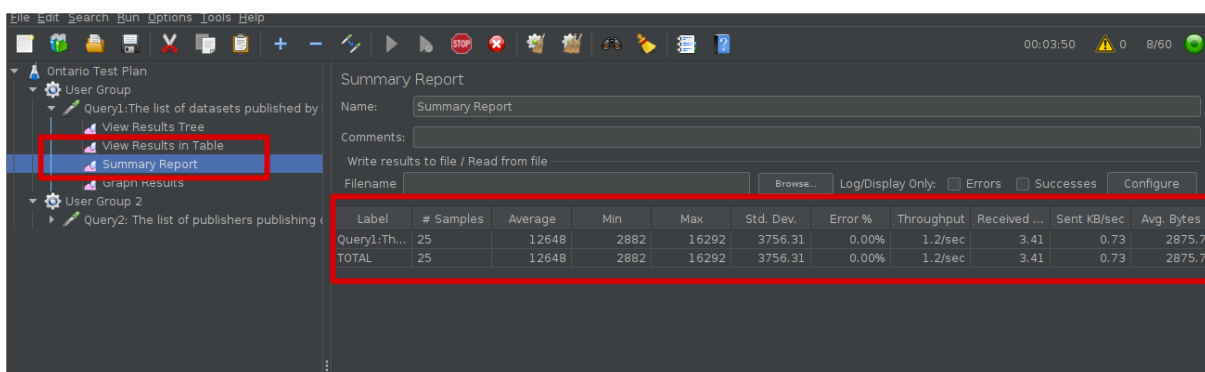 File Edit Search Run Options Tools Help
STOP 00:03:50 0 8/60
Ontario Test Plan
User Group
Query1:The list of datasets published by
View Results Tree
View Results in Table
Summary Report
Graph Results
User Group 2
Query2: The list of publishers publishing
Summary Report
Name: Summary Report
Comments:
Write results to file / Read from file
Filename Browse... Log/Display Only: Errors Successes Configure
Label # Samples Average Min Max Std. Dev. Error % Throughput Received ... Sent KB/sec Avg. Bytes
Query1:Th... 25 12648 2882 16292 3756.31 0.00% 1.2/sec 3.41 0.73 2875.7
TOTAL 25 12648 2882 16292 3756.31 0.00% 1.2/sec 3.41 0.73 2875.7